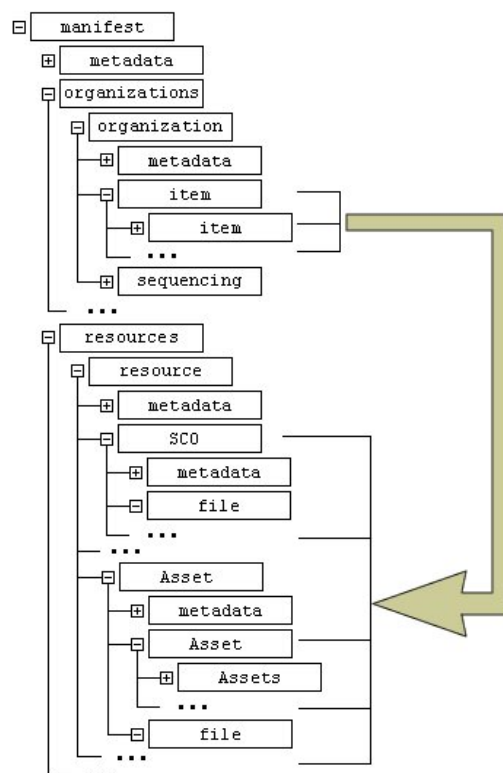 manifest
metadata
organizations
organization
metadata
item
item
...
sequencing
...
resources
resource
metadata
SCO
metadata
file
...
...
Asset
metadata
Asset
Assets
...
file
...